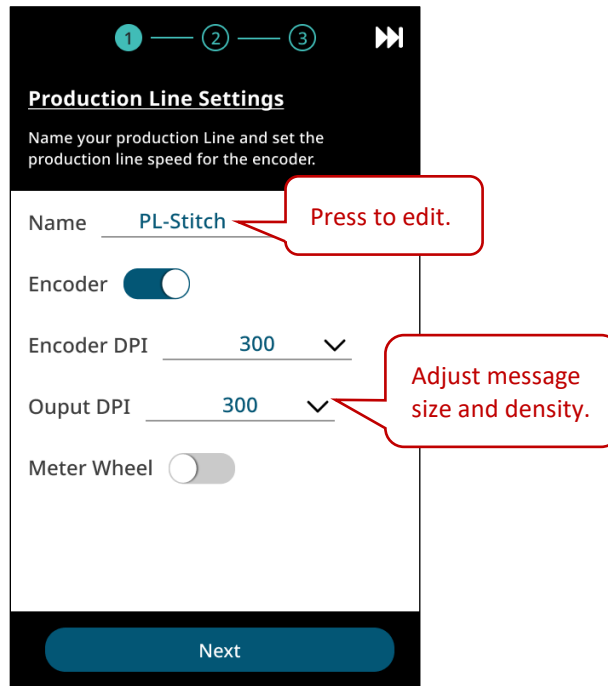 1 2 3
Production Line Settings
Name your production Line and set the
production line speed for the encoder.
Name PL-Stitch
Press to edit.
Encoder
Encoder DPI 300
Adjust message
size and density.
Ouput DPI 300
Meter Wheel
Next